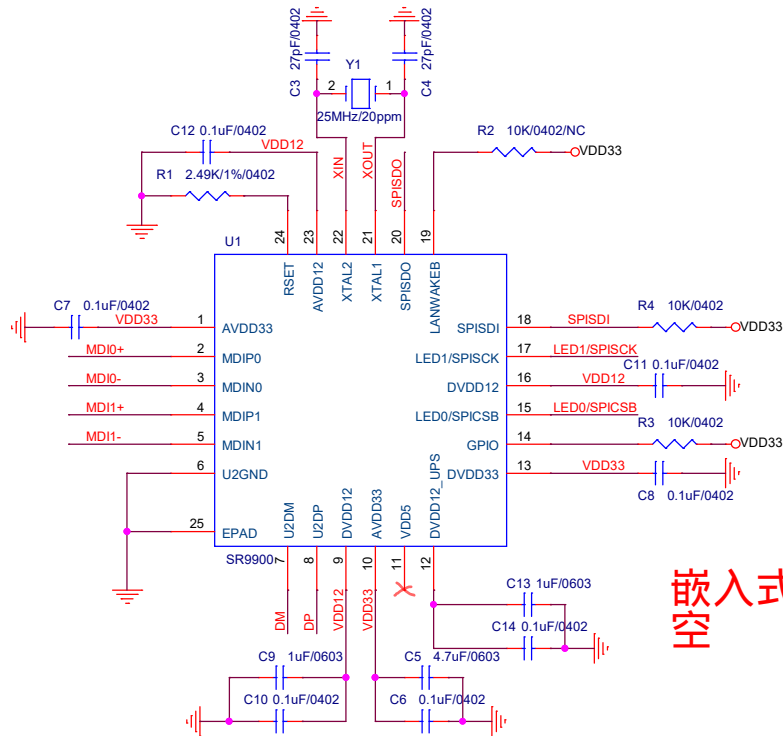 27pF/0402
27pF/0402
C3
Y1
C4
2
1
25MHz/20ppm
C12 0.1uF/0402
VDD12
XIN
XOUT
SPISDO
R2 10K/0402/NC
VDD33
R1 2.49K/1%/0402
U1
24
23
22
21
20
19
RSET
AVDD12
XTAL2
XTAL1
SPISDO
LANWAKEB
C7 0.1uF/0402
VDD33
1
AVDD33
MDI0+
2
MDIP0
MDI0-
3
MDIN0
MDI1+
4
MDIP1
MDI1-
5
MDIN1
6
U2GND
25
EPAD
SPISDI
18
SPISDI
R4 10K/0402
VDD33
LED1/SPISCK
17
LED1/SPISCK
C11 0.1uF/0402
DVDD12
16
VDD12
LED0/SPICSB
15
LED0/SPICSB
R3 10K/0402
GPIO
14
VDD33
DVDD33
13
VDD33
C8 0.1uF/0402
U2DM
U2DP
DVDD12
AVDD33
VDD5
DVDD12_UPS
SR9900
7
8
9
10
11
12
DM
DP
VDD12
VDD33
C13 1uF/0603
C14 0.1uF/0402
C9 1uF/0603
C10 0.1uF/0402
C5 4.7uF/0603
C6 0.1uF/0402
嵌入式
空